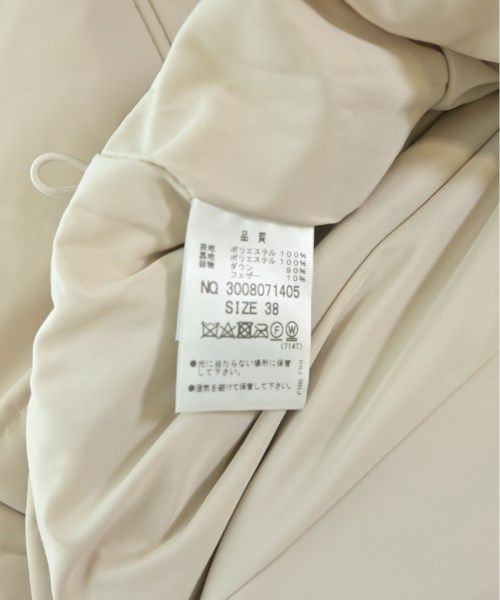 品質
表地 ポリエステル 100%
裏地 ポリエステル 100%
詰物 ダウン 90%
フェザー 10%
NO. 3008071405
SIZE 38
F W
(714T)
●光に当たらない場所に保管
して下さい。
●湿気を避けて保管して下さい。